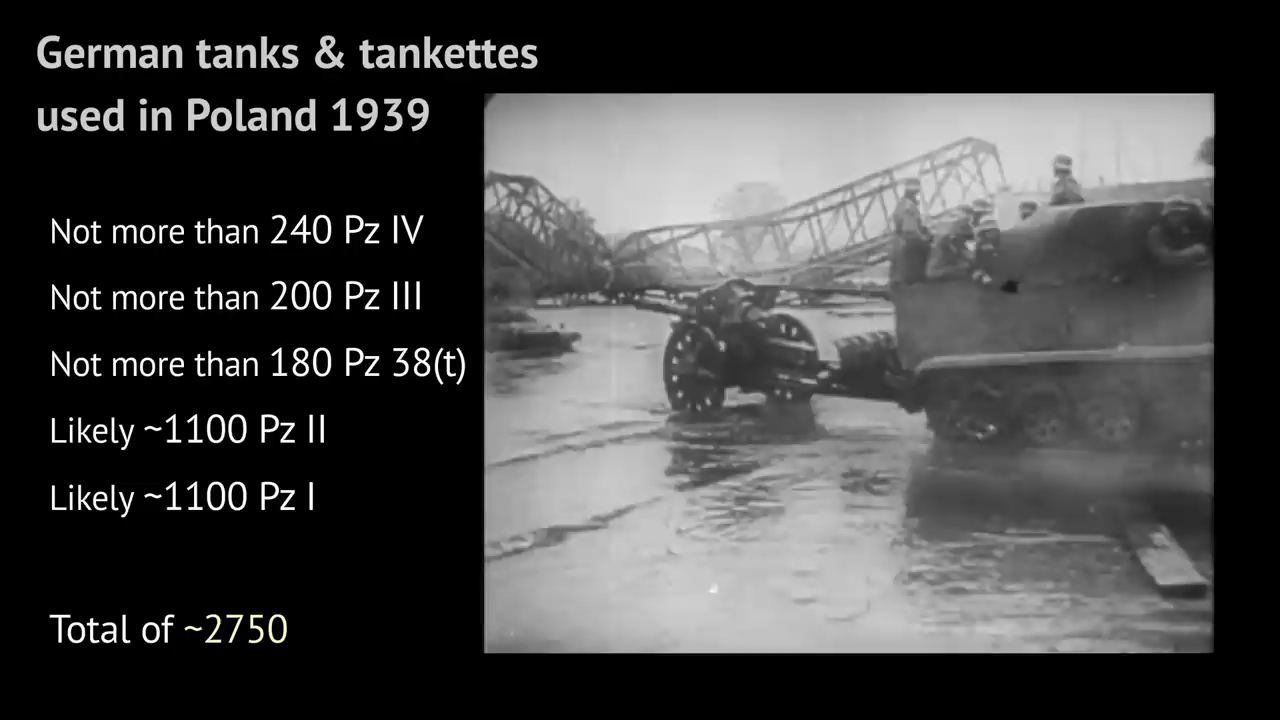 German tanks & tankettes
used in Poland 1939
Not more than 240 Pz IV
Not more than 200 Pz III
Not more than 180 Pz 38(t)
Likely ~1100 Pz II
Likely ~1100 Pz I
Total of ~2750